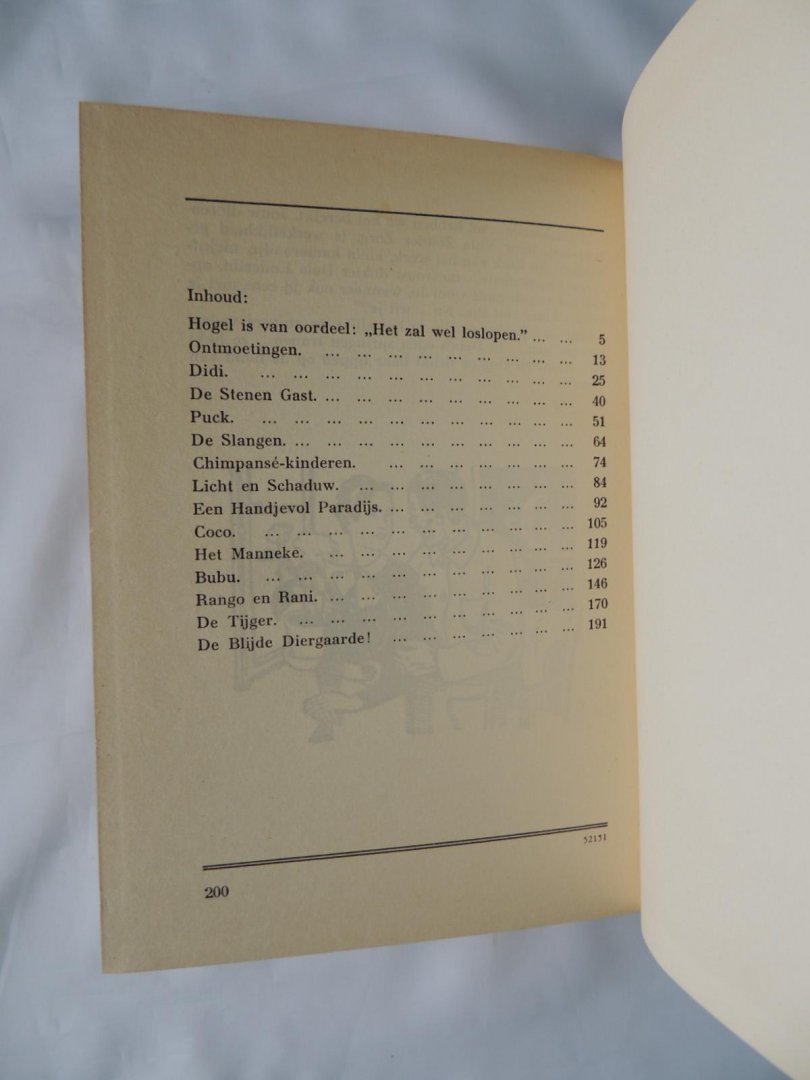 Inhoud:
Hogel is van oordeel: „Het zal wel loslopen.” ... ... 5
Ontmoetingen. ... ... ... ... ... ... ... ... ... 13
Didi. ... ... ... ... ... ... ... ... ... ... ... 25
De Stenen Gast. ... ... ... ... ... ... ... ... ... 40
Puck. ... ... ... ... ... ... ... ... ... ... ... 51
De Slangen. ... ... ... ... ... ... ... ... ... ... 64
Chimpansé-kinderen. ... ... ... ... ... ... ... 74
Licht en Schaduw. ... ... ... ... ... ... ... ... 84
Een Handjevol Paradijs. ... ... ... ... ... ... ... 92
Coco. ... ... ... ... ... ... ... ... ... ... ... 105
Het Manneke. ... ... ... ... ... ... ... ... ... 119
Bubu. ... ... ... ... ... ... ... ... ... ... ... 126
Rango en Rani. ... ... ... ... ... ... ... ... ... 146
De Tijger. ... ... ... ... ... ... ... ... ... ... 170
De Blijde Diergaarde! ... ... ... ... ... ... ... 191
52151
200